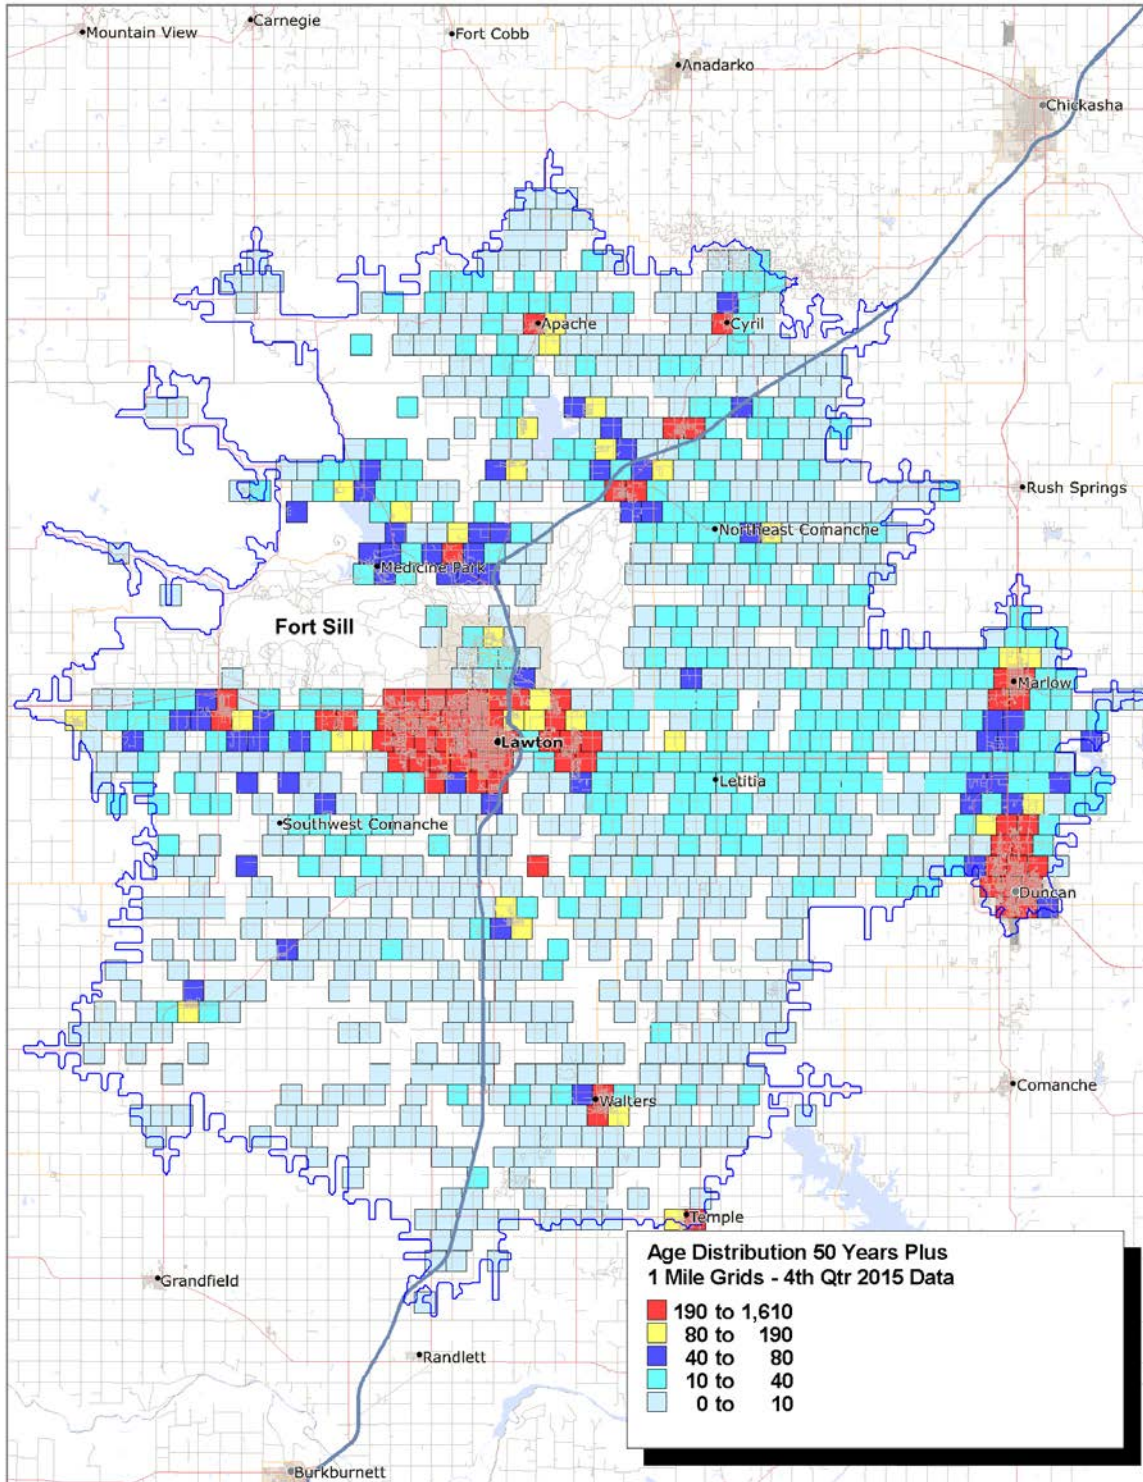 Carnegie
Mountain View
Fort Cobb
Anadarko
Chickasha
Apache
Cyril
Rush Springs
Northeast Comanche
Medicine Park
Fort Sill
Marlow
Lawton
Letitia
Southwest Comanche
Duncan
Comanche
Walters
Temple
Grandfield
Randlett
Burkburnett
Age Distribution 50 Years Plus
1 Mile Grids - 4th Qtr 2015 Data
190 to 1,610
80 to 190
40 to 80
10 to 40
0 to 10